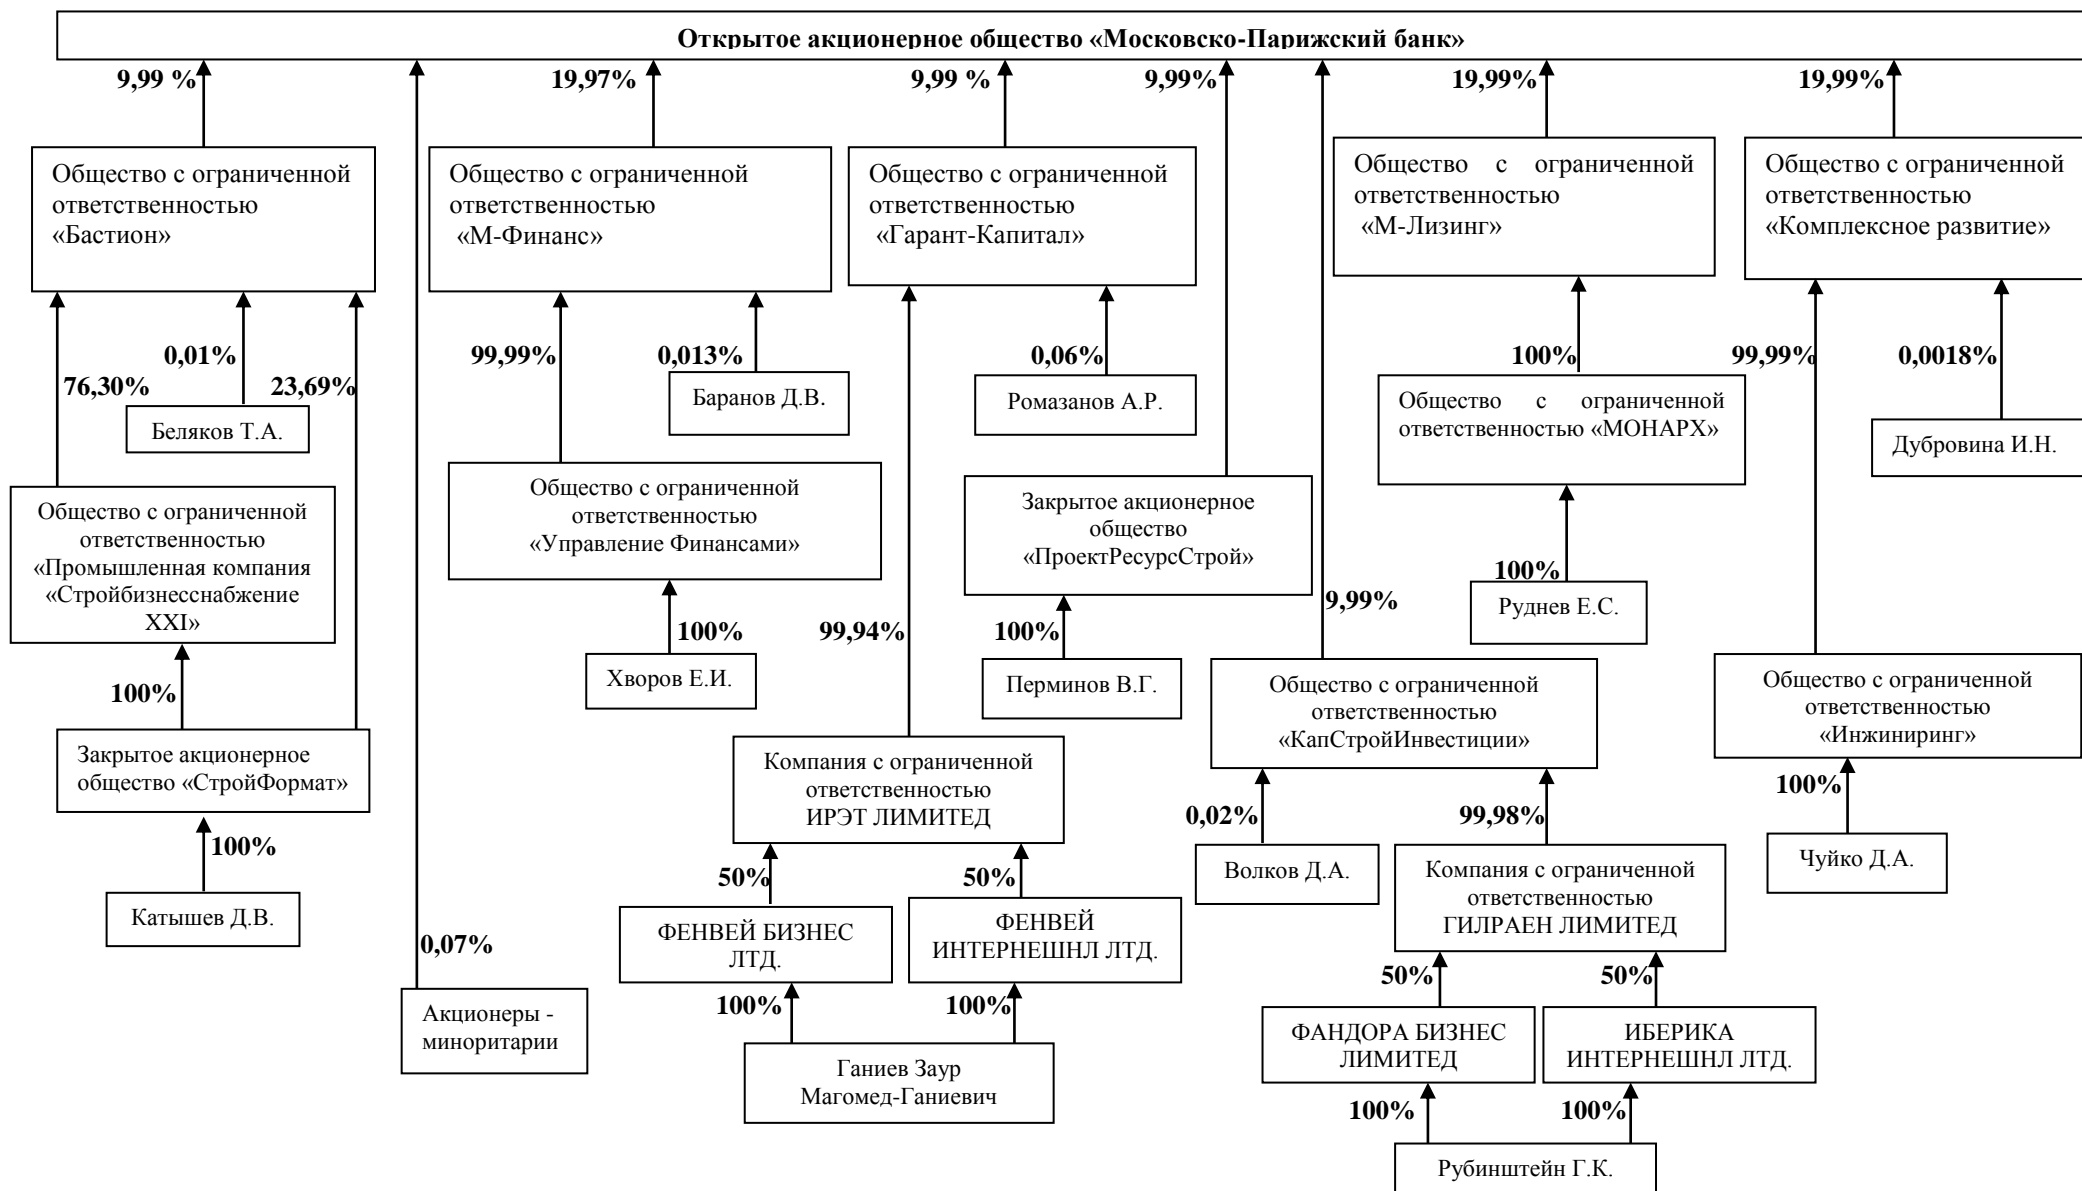 Открытое акционерное общество «Московско-Парижский банк»
9,99 %
19,97%
9,99 %
9,99%
19,99%
19,99%
Общество с ограниченной
ответственностью
«Бастион»
Общество с ограниченной
ответственностью
«М-Финанс»
Общество с ограниченной
ответственностью
«Гарант-Капитал»
Общество с ограниченной
ответственностью
«М-Лизинг»
Общество с ограниченной
ответственностью
«Комплексное развитие»
0,01%
99,99%
0,013%
0,06%
100%
99,99%
0,0018%
76,30%
23,69%
Беляков Т.А.
Баранов Д.В.
Ромазанов А.Р.
Общество с ограниченной
ответственностью «МОНАРХ»
Дубровина И.Н.
Общество с ограниченной
ответственностью
«Промышленная компания
«Стройбизнесснабжение
XXI»
Общество с ограниченной
ответственностью
«Управление Финансами»
Закрытое акционерное
общество
«ПроектРесурсСтрой»
100%
Руднев Е.С.
9,99%
100%
99,94%
100%
Хворов Е.И.
Перминов В.Г.
Общество с ограниченной
ответственностью
«КапСтройИнвестиции»
Общество с ограниченной
ответственностью
«Инжиниринг»
100%
Закрытое акционерное
общество «СтройФормат»
Компания с ограниченной
ответственностью
ИРЭТ ЛИМИТЕД
0,02%
99,98%
100%
100%
Катышев Д.В.
50%
50%
Волков Д.А.
Компания с ограниченной
ответственностью
ГИЛРАЕН ЛИМИТЕД
Чуйко Д.А.
0,07%
ФЕНВЕЙ БИЗНЕС
ЛТД.
ФЕНВЕЙ
ИНТЕРНЕШНЛ ЛТД.
50%
50%
100%
100%
Акционеры -
миноритарии
ФАНДОРА БИЗНЕС
ЛИМИТЕД
ИБЕРИКА
ИНТЕРНЕШНЛ ЛТД.
Ганиев Заур
Магомед-Ганиевич
100%
100%
Рубинштейн Г.К.